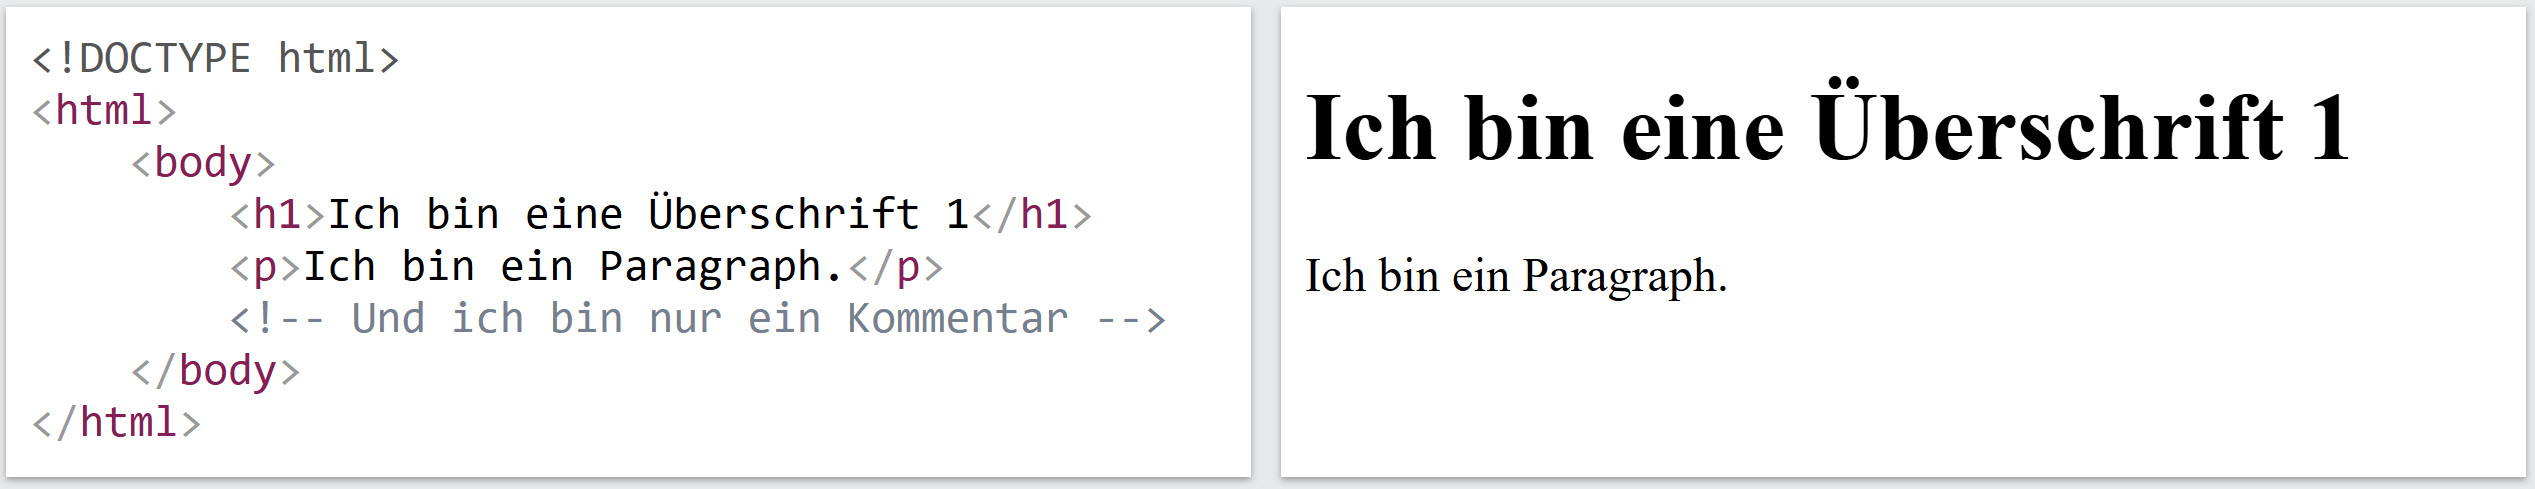 <!DOCTYPE html>
<html>
    <body>
        <h1>Ich bin eine Überschrift 1</h1>
        <p>Ich bin ein Paragraph.</p>
        <!-- Und ich bin nur ein Kommentar -->
    </body>
</html>
Ich bin eine Überschrift 1
Ich bin ein Paragraph.